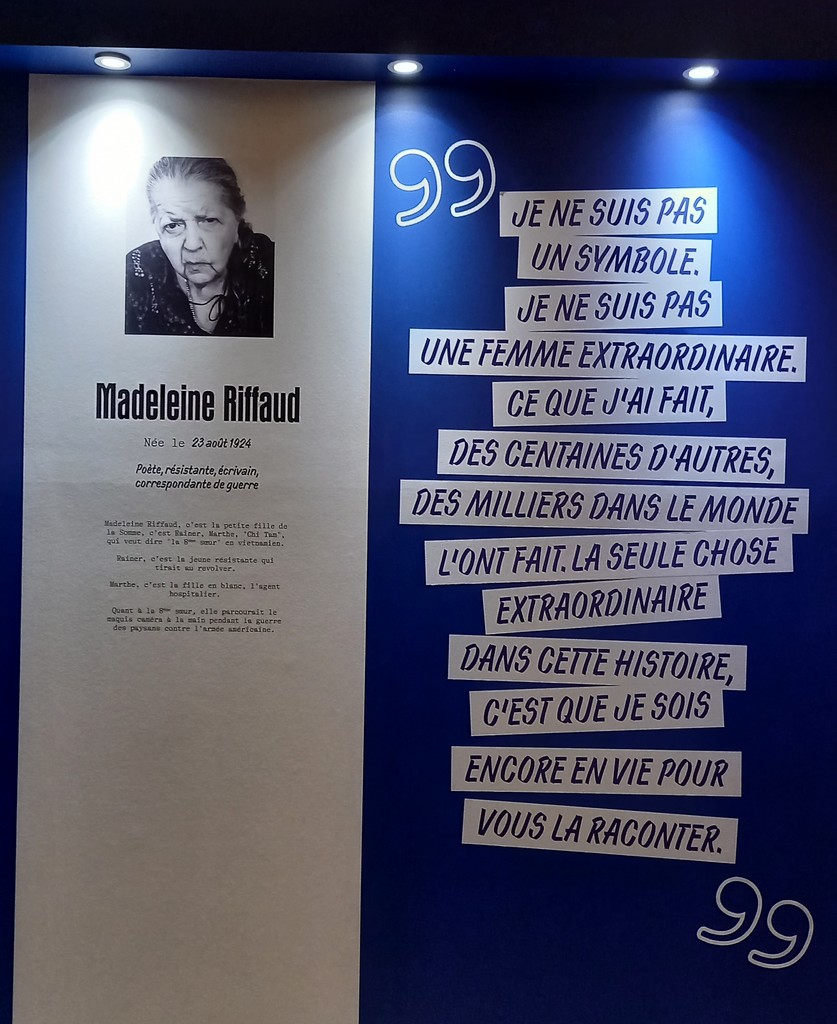 Madeleine Riffaud
Née le 23 août 1924
Poète, résistante, écrivain,
correspondante de guerre
Madeleine Riffaud, c'est la petite fille de
la Somme, c'est Rainer, Marthe, "Chi Tam",
qui veut dire "la 8ème sœur" en vietnamien.
Rainer, c'est la jeune résistante qui
tirait au revolver.
Marthe, c'est la fille en blanc, l'agent
hospitalier.
Quant à la 8ème sœur, elle parcourait le
maquis caméra à la main pendant la guerre
des paysans contre l'armée américaine.
JE NE SUIS PAS
UN SYMBOLE.
JE NE SUIS PAS
UNE FEMME EXTRAORDINAIRE.
CE QUE J'AI FAIT,
DES CENTAINES D'AUTRES,
DES MILLIERS DANS LE MONDE
L'ONT FAIT. LA SEULE CHOSE
EXTRAORDINAIRE
DANS CETTE HISTOIRE,
C'EST QUE JE SOIS
ENCORE EN VIE POUR
VOUS LA RACONTER.